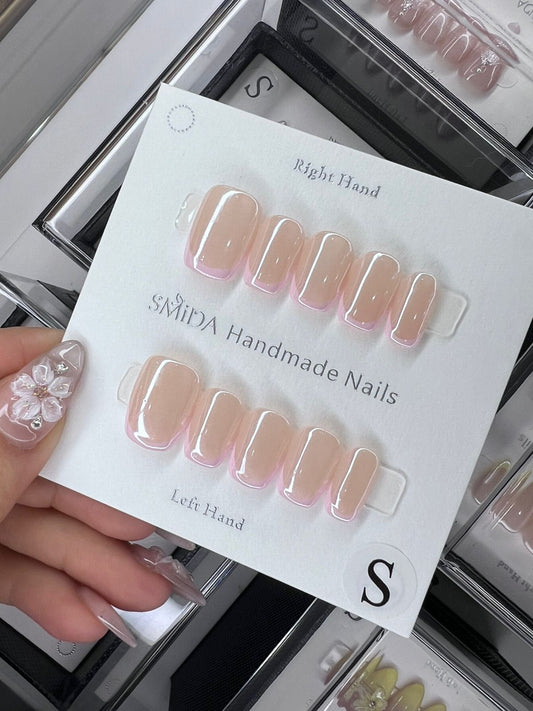 Right Hand
SMiDA Handmade Nails
Left Hand
S
S